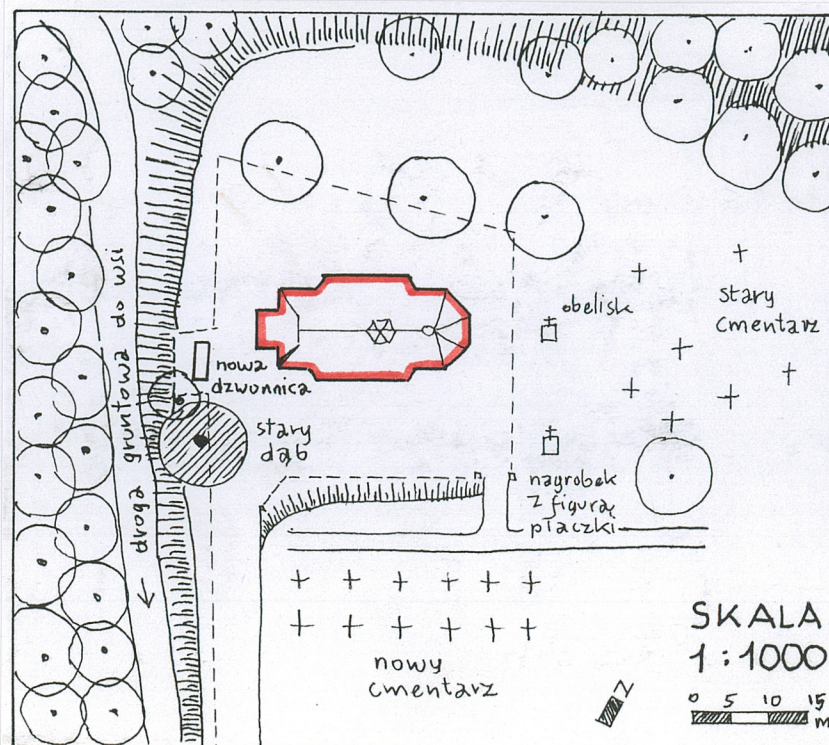 droga gruntowa do wsi
nowa
dzwonnica
stary
dąb
obelisk
stary
cmentarz
nagrobek
z figurą
płaczki
nowy
cmentarz
SKALA
1:1000
0 5 10 15
m
N